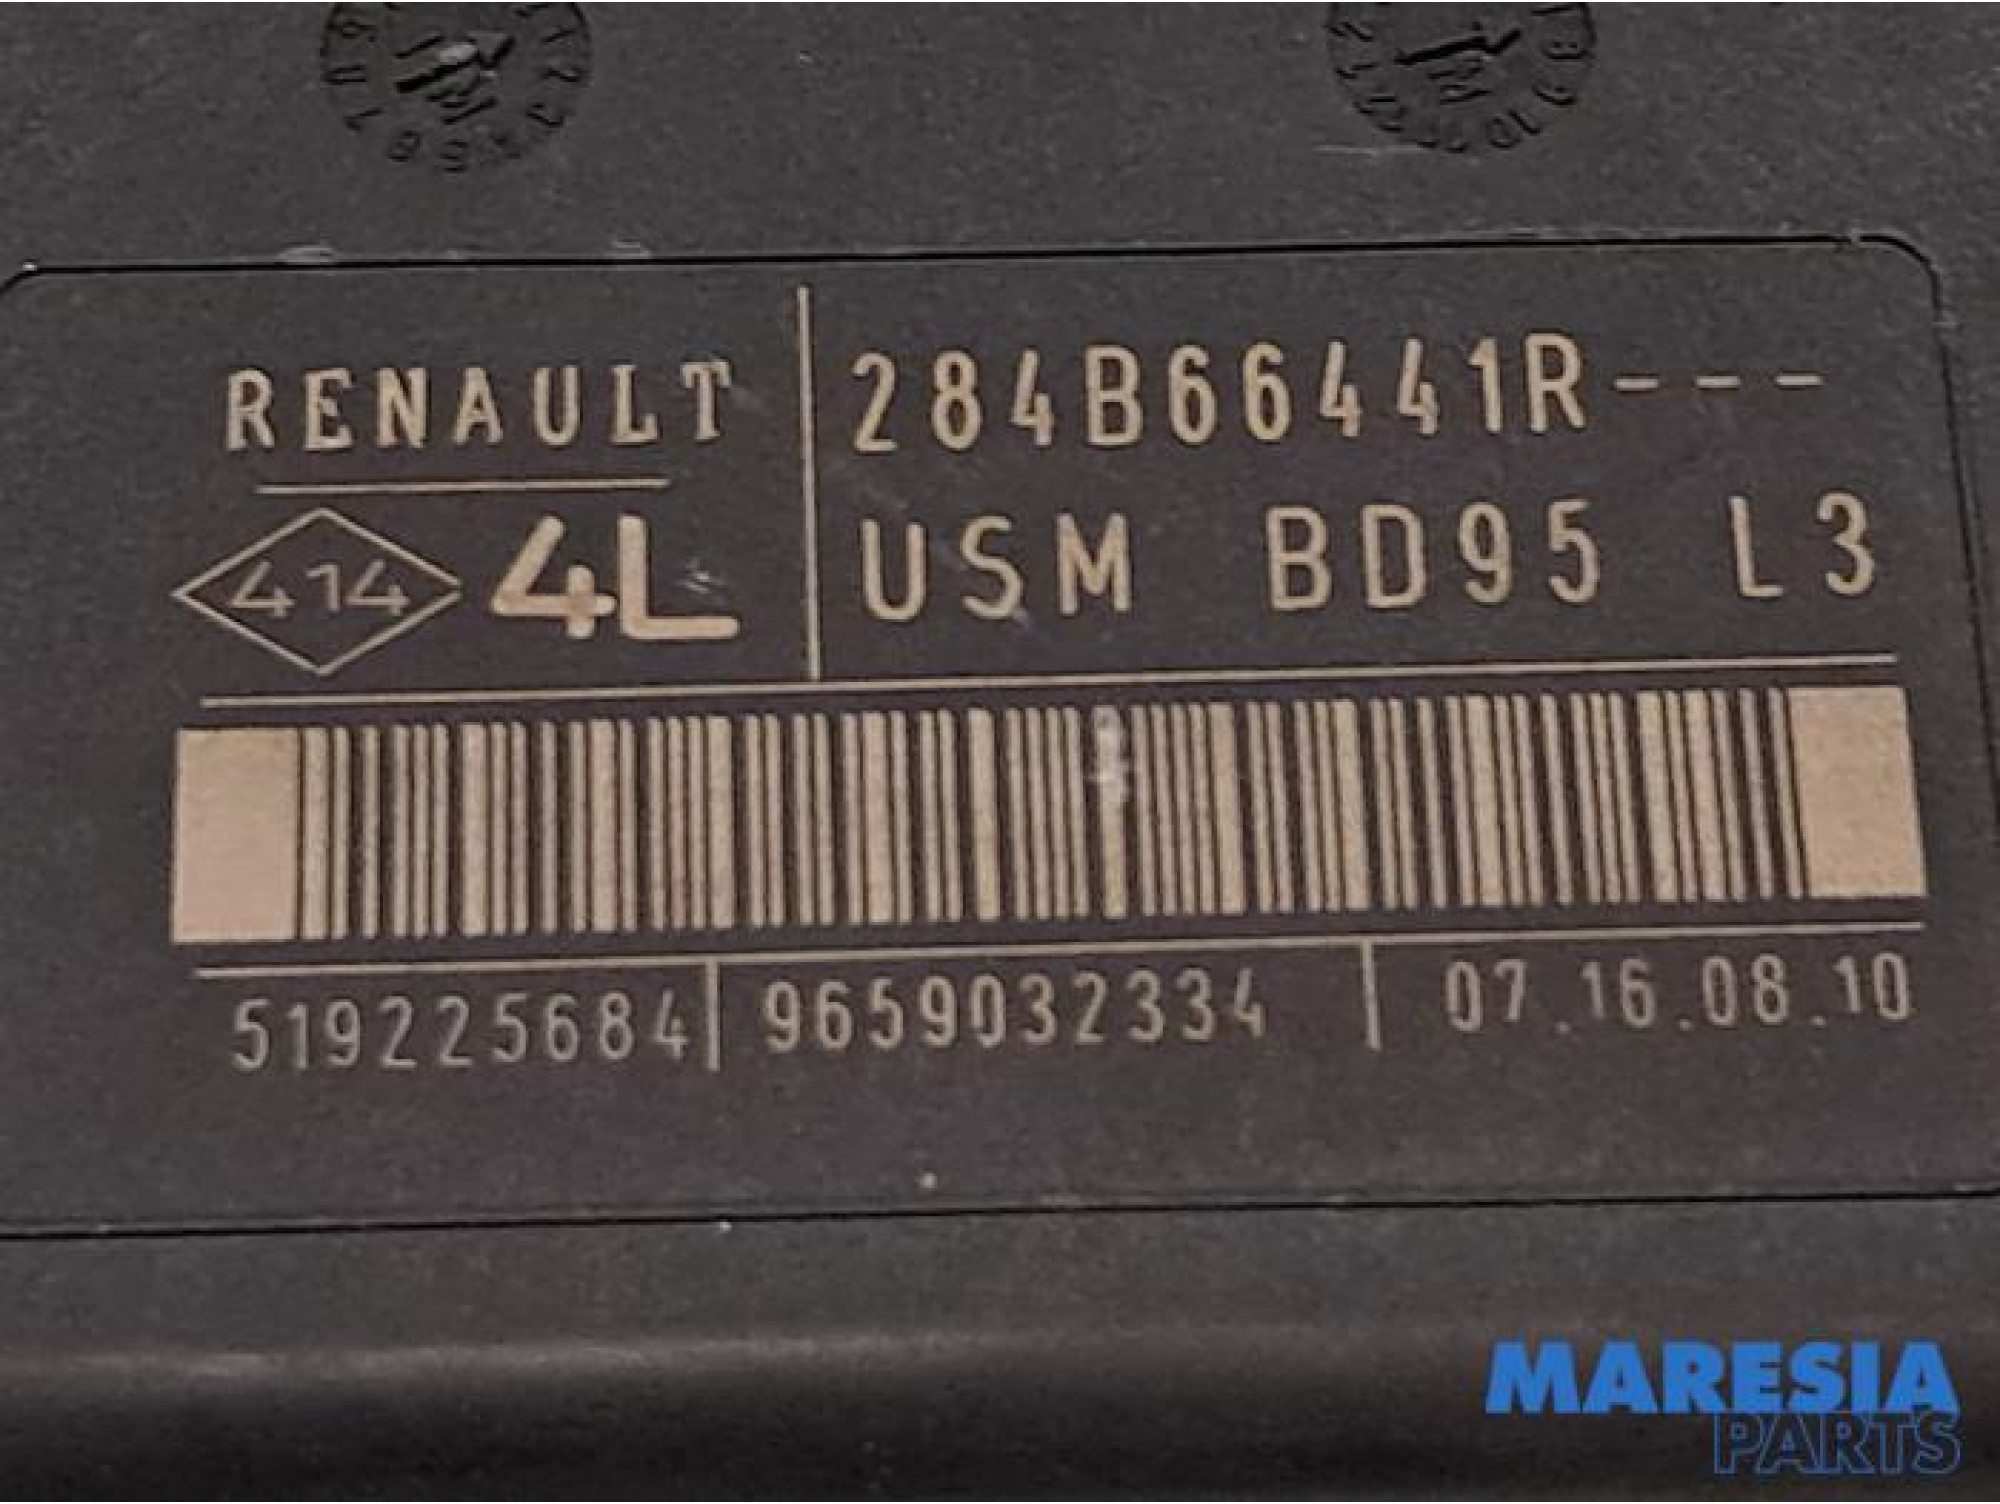 RENAULT
284B66441R---
414 4L
USM BD95 L3
519225684 9659032334 07.16.08.10
MARESIA
PARTS